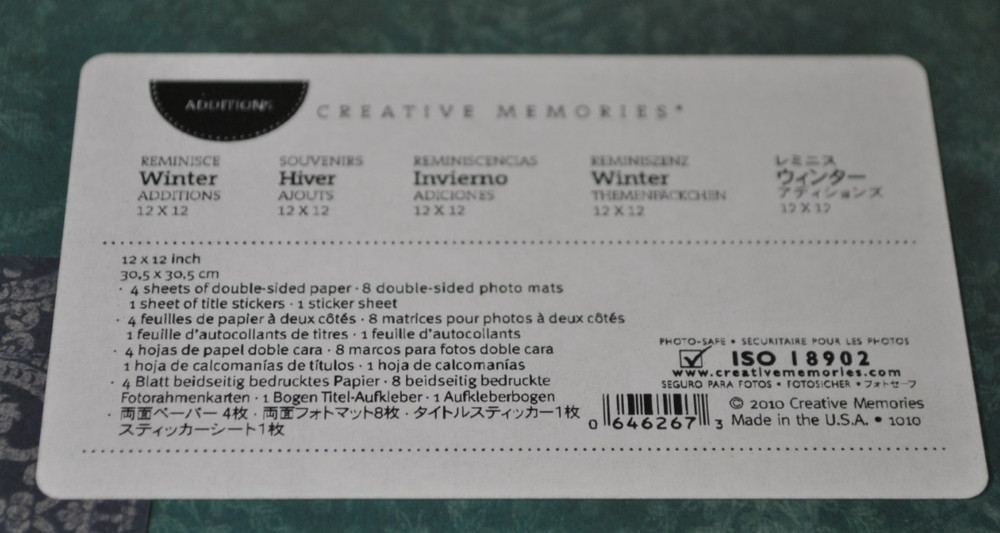 ADDITIONS
CREATIVE MEMORIES®
REMINISCE
Winter
ADDITIONS
12 X 12
SOUVENIRS
Hiver
AJOUTS
12 X 12
REMINISCENCIAS
Invierno
ADICIONES
12 X 12
REMINISZENZ
Winter
THEMENPÄCKCHEN
12 X 12
レミニス
ウィンター
アディションズ
12 X 12
12 X 12 inch
30,5 x 30,5 cm
· 4 sheets of double-sided paper · 8 double-sided photo mats
1 sheet of title stickers · 1 sticker sheet
· 4 feuilles de papier à deux côtés · 8 matrices pour photos à deux côtés
1 feuille d'autocollants de titres · 1 feuille d'autocollants
· 4 hojas de papel doble cara · 8 marcos para fotos doble cara
1 hoja de calcomanías de títulos · 1 hoja de calcomanías
· 4 Blatt beidseitig bedrucktes Papier · 8 beidseitig bedruckte
Fotorahmenkarten · 1 Bogen Titel-Aufkleber · 1 Aufkleberbogen
· 両面ペーパー 4枚 · 両面フォトマット8枚 · タイトルスティッカー1枚
スティッカーシート1枚
PHOTO-SAFE • SÉCURITAIRE POUR LES PHOTOS
ISO 18902
www.creativememories.com
SEGURO PARA FOTOS • FOTOSICHER • フォトセーフ
0 646267 3
© 2010 Creative Memories
Made in the U.S.A. • 1010